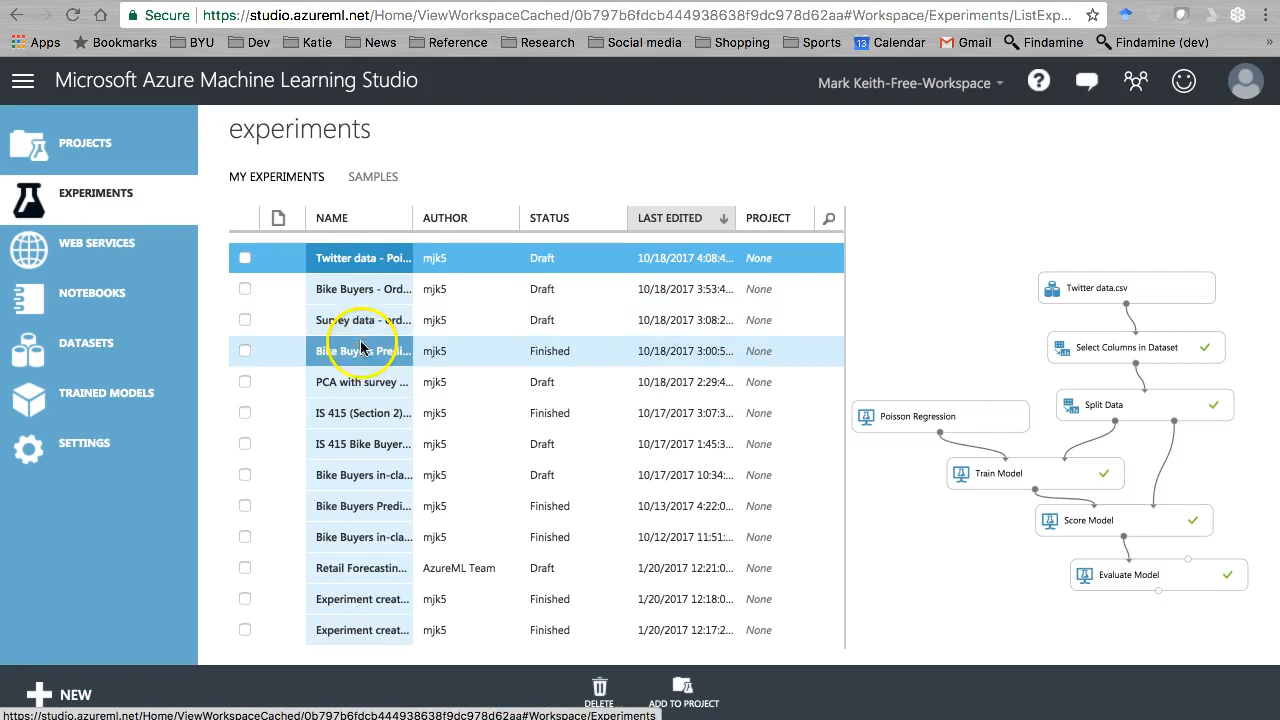 Secure
https://studio.azureml.net/Home/ViewWorkspaceCached/0b797b6fdcb444938638f9dc978d62aa#Workspace/Experiments/ListExp...
Apps
Bookmarks
BYU
Dev
Katie
News
Reference
Research
Social media
Shopping
Sports
13 Calendar
Gmail
Findamine
Findamine (dev)
»
Microsoft Azure Machine Learning Studio
Mark Keith-Free-Workspace
?
PROJECTS
EXPERIMENTS
WEB SERVICES
NOTEBOOKS
DATASETS
TRAINED MODELS
SETTINGS
experiments
MY EXPERIMENTS SAMPLES
NAME AUTHOR STATUS LAST EDITED PROJECT
Twitter data - Poi... mjk5 Draft 10/18/2017 4:08:4... None
Bike Buyers - Ord... mjk5 Draft 10/18/2017 3:53:4... None
Survey data - ord... mjk5 Draft 10/18/2017 3:08:2... None
Bike Buyers Predi... mjk5 Finished 10/18/2017 3:00:5... None
PCA with survey ... mjk5 Draft 10/18/2017 2:29:4... None
IS 415 (Section 2)... mjk5 Finished 10/17/2017 3:07:3... None
IS 415 Bike Buyer... mjk5 Draft 10/17/2017 1:45:3... None
Bike Buyers in-cla... mjk5 Draft 10/17/2017 10:34:... None
Bike Buyers Predi... mjk5 Finished 10/13/2017 4:22:0... None
Bike Buyers in-cla... mjk5 Finished 10/12/2017 11:51:... None
Retail Forecastin... AzureML Team Draft 1/20/2017 12:21:0... None
Experiment creat... mjk5 Finished 1/20/2017 12:18:0... None
Experiment creat... mjk5 Finished 1/20/2017 12:17:2... None
Twitter data.csv
Select Columns in Dataset
Split Data
Poisson Regression
Train Model
Score Model
Evaluate Model
NEW
DELETE
ADD TO PROJECT
https://studio.azureml.net/Home/ViewWorkspaceCached/0b797b6fdcb444938638f9dc978d62aa#Workspace/Experiments